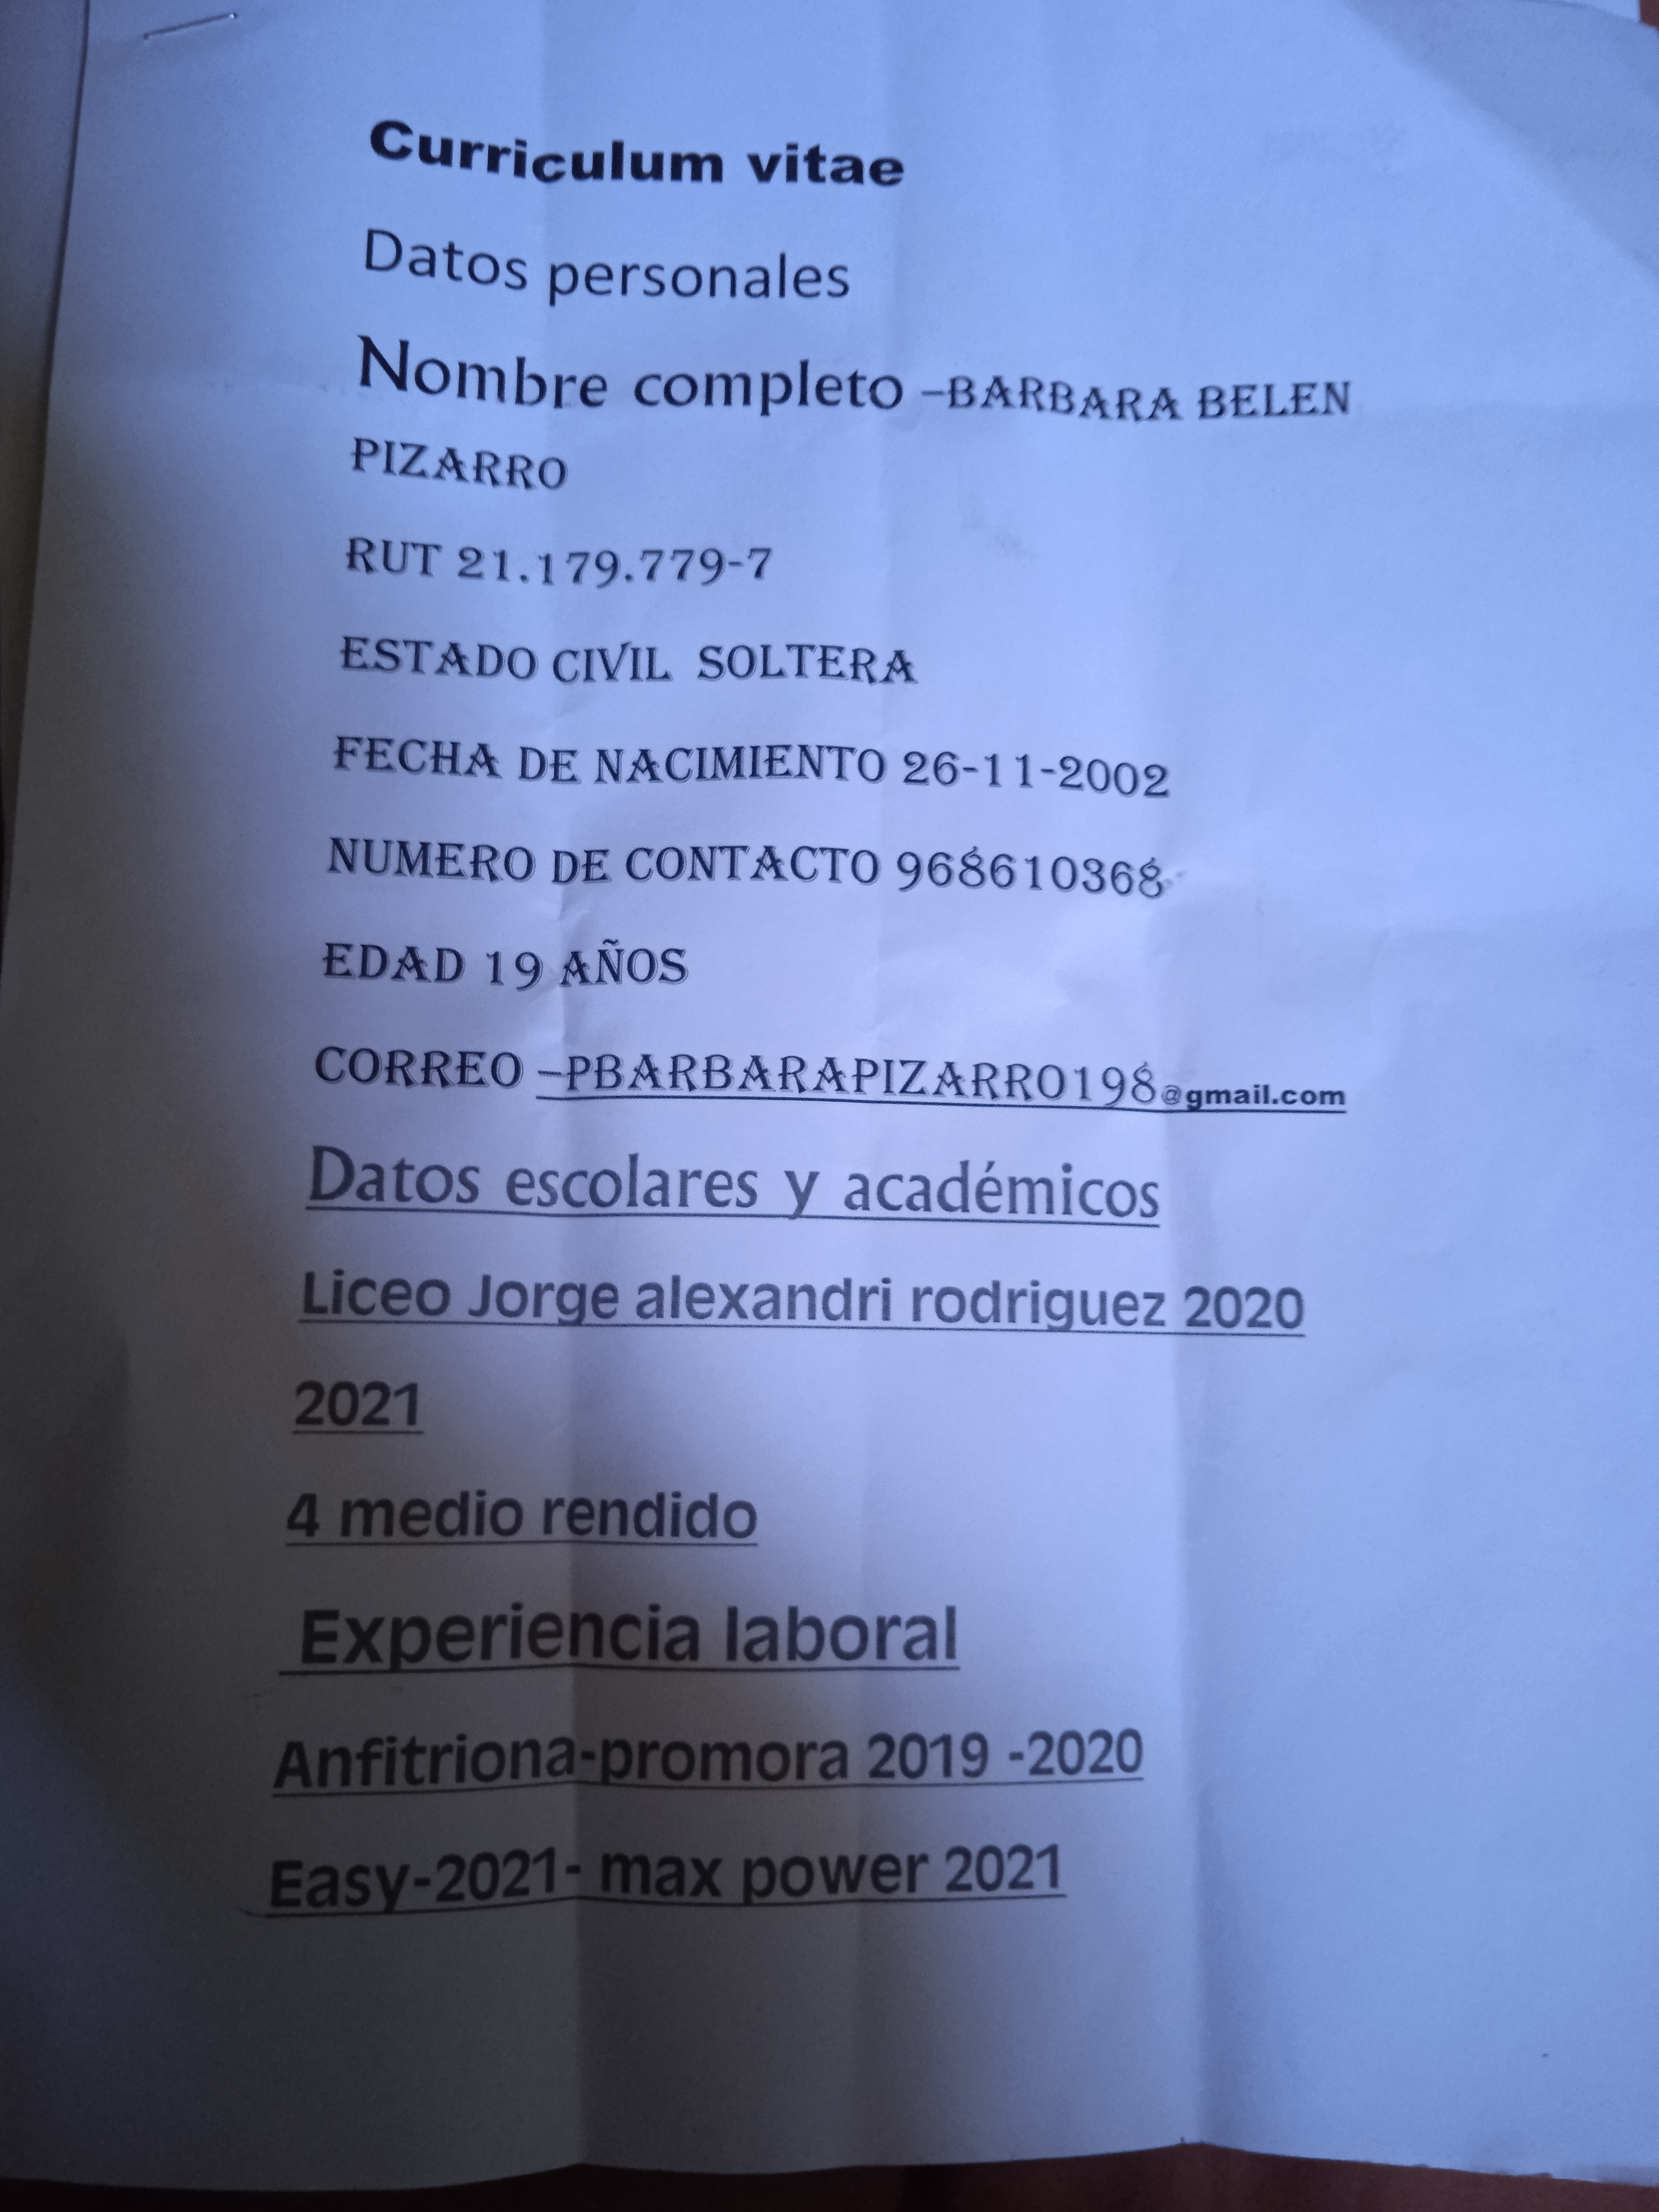 Curriculum vitae
Datos personales
Nombre completo –BARBARA BELEN
PIZARRO
RUT 21.179.779-7
ESTADO CIVIL SOLTERA
FECHA DE NACIMIENTO 26-11-2002
NUMERO DE CONTACTO 968610368
EDAD 19 AÑOS
CORREO –PBARBARAPIZARRO198@gmail.com
Datos escolares y académicos
Liceo Jorge alexandri rodriguez 2020
2021
4 medio rendido
Experiencia laboral
Anfitriona-promora 2019 -2020
Easy-2021- max power 2021